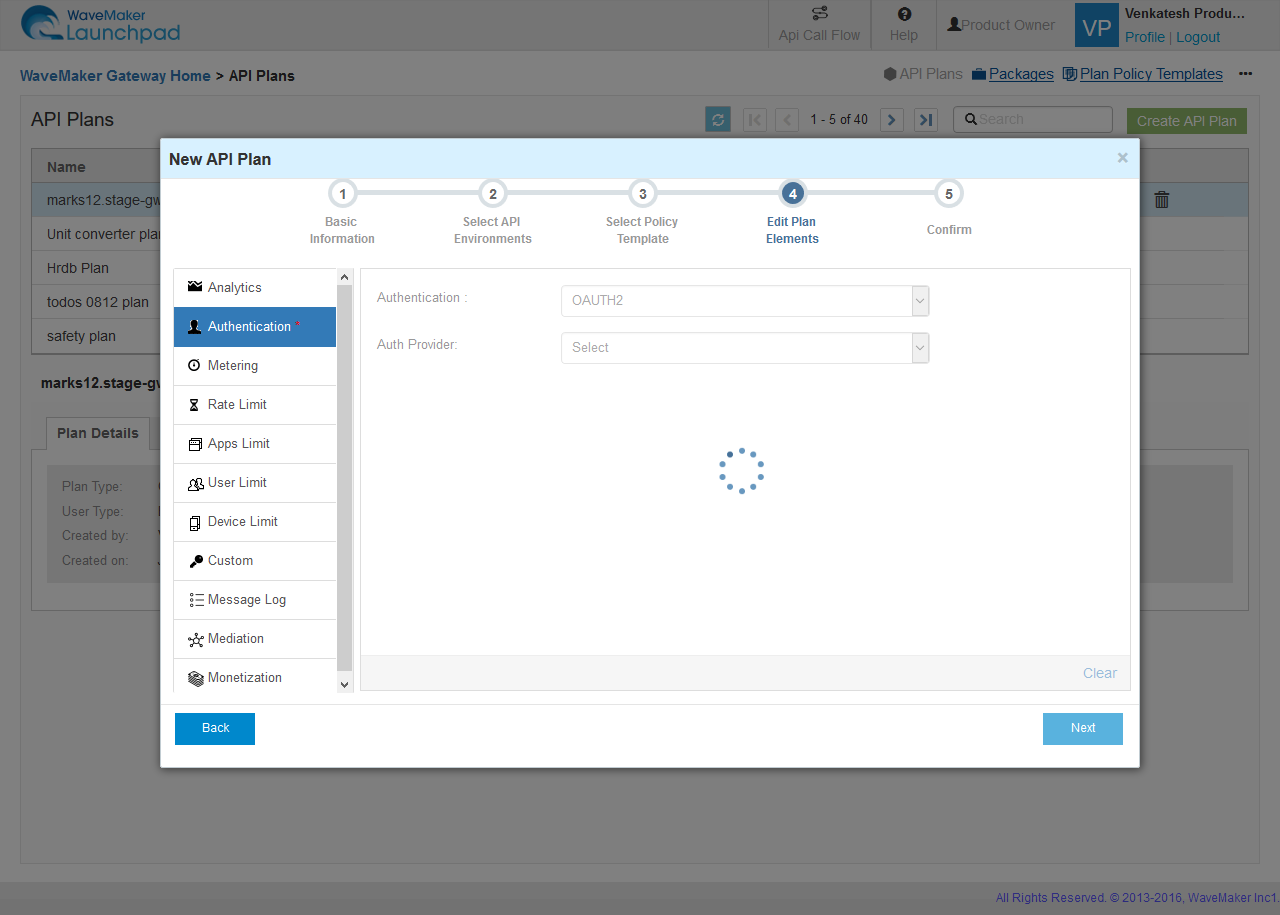 WaveMaker
Launchpad
Api Call Flow
Help
Product Owner
VP
Venkatesh Produ...
Profile | Logout
WaveMaker Gateway Home > API Plans
API Plans
Packages
Plan Policy Templates
API Plans
1 - 5 of 40
Search
Create API Plan
Name
marks12.stage-gw
Unit converter plan
Hrdb Plan
todos 0812 plan
safety plan
marks12.stage-gw
Plan Details
Plan Type:
User Type:
Created by:
Created on:
New API Plan
×
1
2
3
4
5
Basic
Information
Select API
Environments
Select Policy
Template
Edit Plan
Elements
Confirm
Analytics
Authentication *
Metering
Rate Limit
Apps Limit
User Limit
Device Limit
Custom
Message Log
Mediation
Monetization
Authentication :
OAUTH2
Auth Provider:
Select
Clear
Back
Next
All Rights Reserved. © 2013-2016, WaveMaker Inc1.